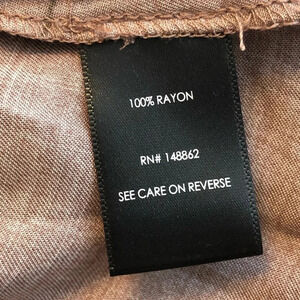 100% RAYON
RN# 148862
SEE CARE ON REVERSE